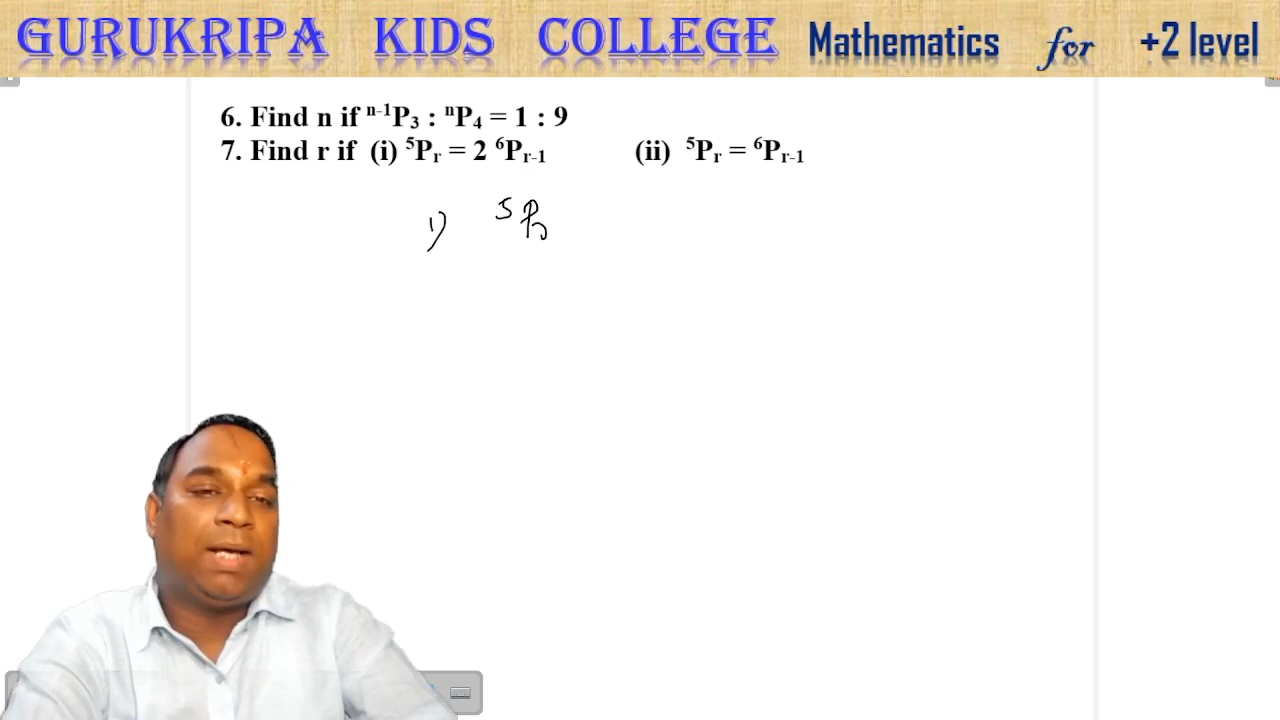 GURUKRIPA KIDS COLLEGE Mathematics for +2 level
6. Find n if ⁿ⁻¹P₃ : ⁿP₄ = 1 : 9
7. Find r if (i) ⁵Pᵣ = 2 ⁶Pᵣ₋₁ (ii) ⁵Pᵣ = ⁶Pᵣ₋₁
1) ⁵Pᵣ